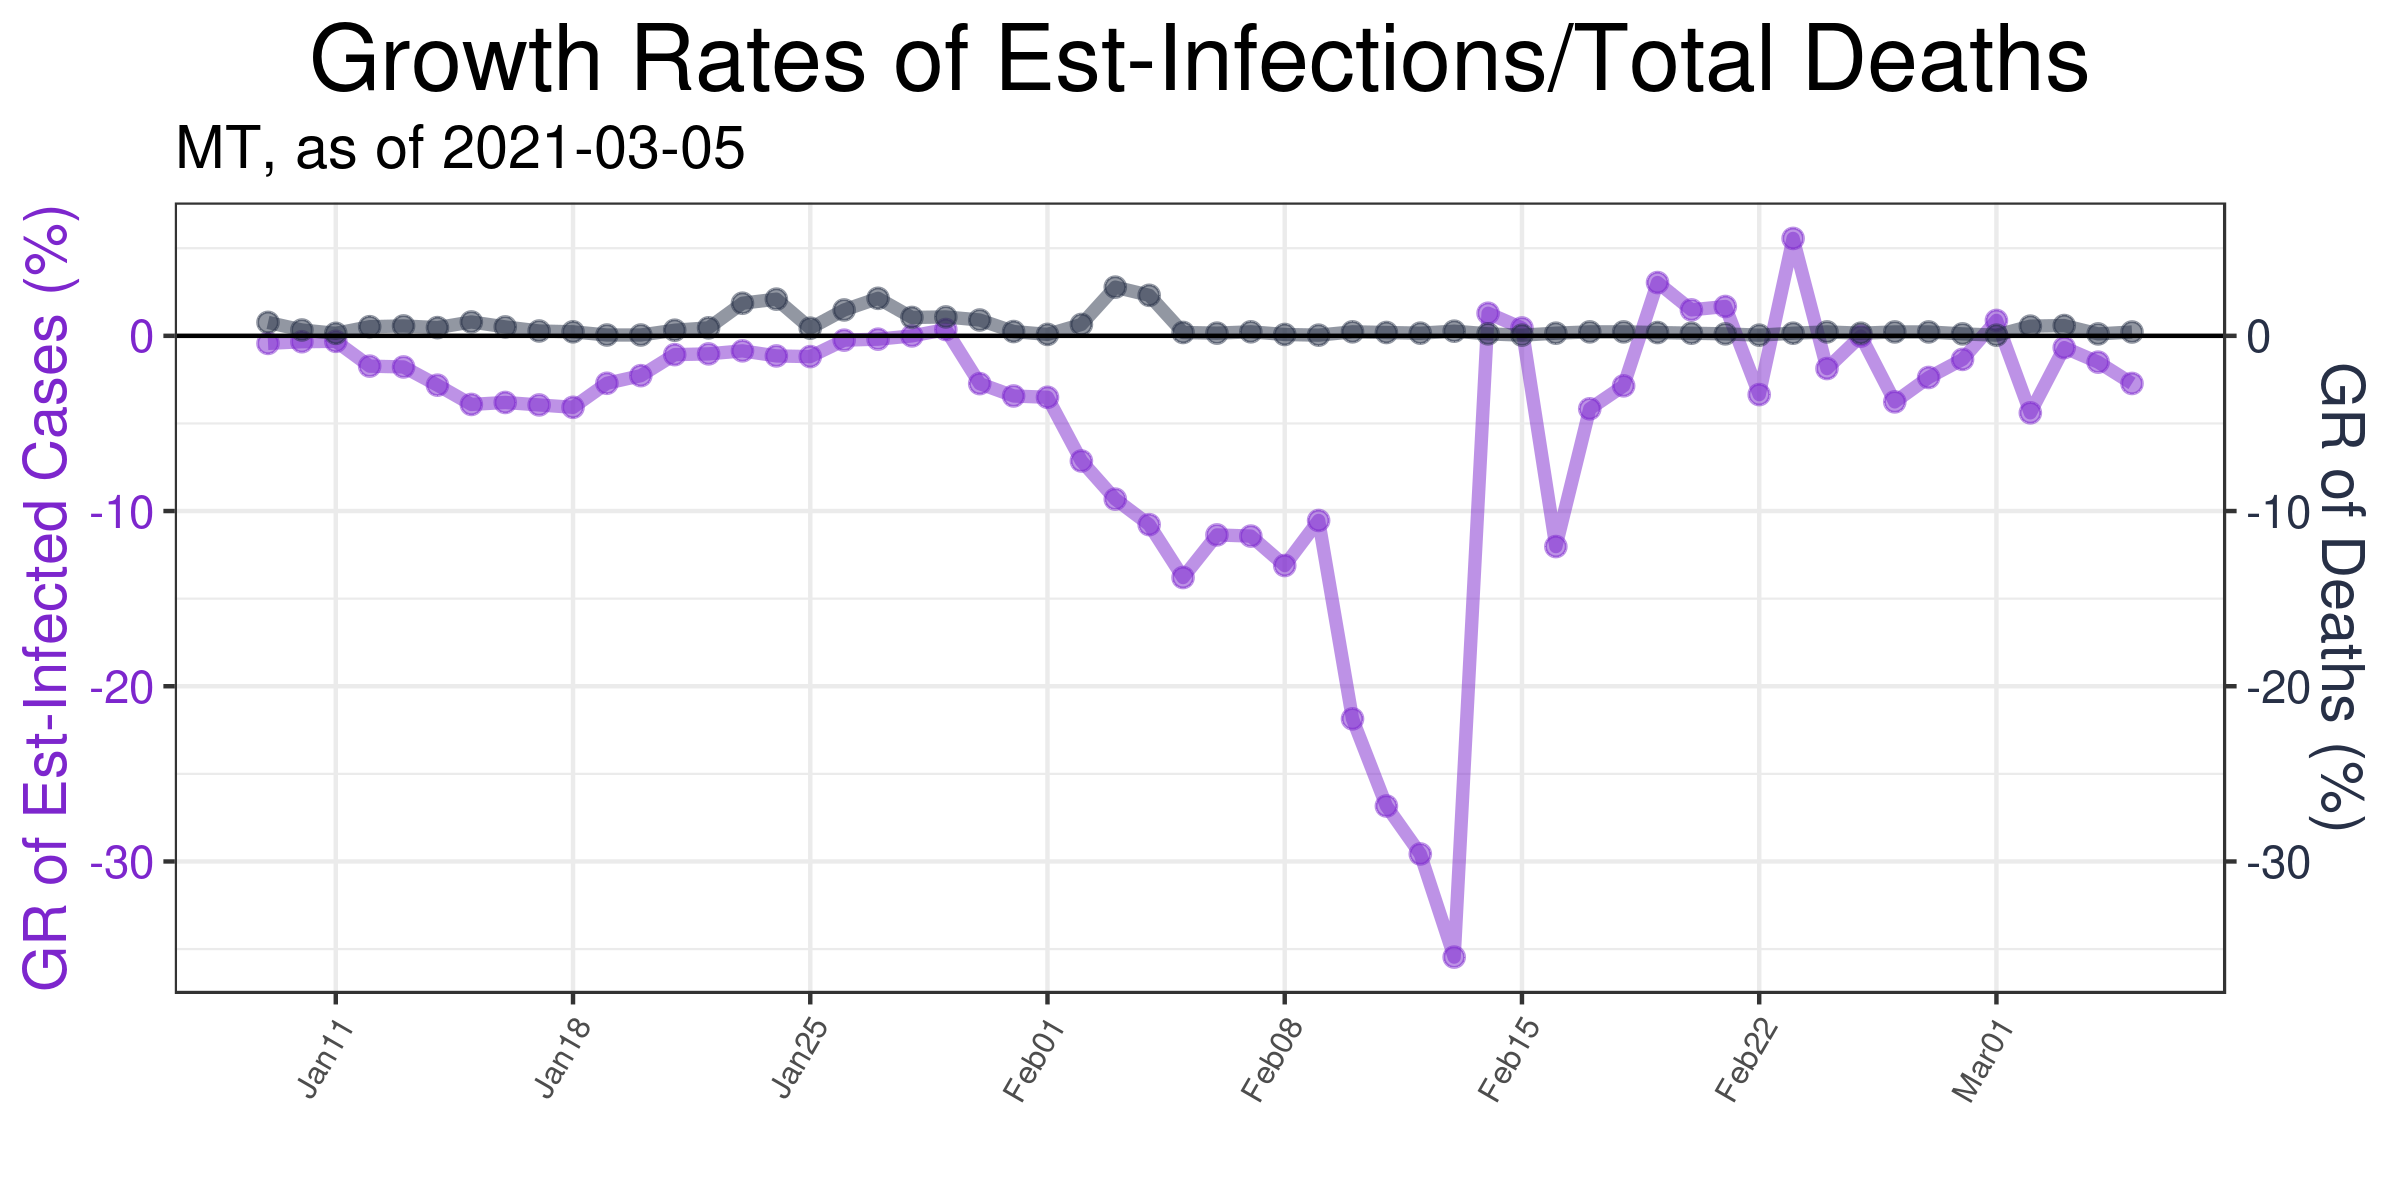 Growth Rates of Est-Infections/Total Deaths
MT, as of 2021-03-05
GR of Est-Infected Cases (%)
0
-10
-20
-30
0
-10
-20
-30
GR of Deaths (%)
Jan11
Jan18
Jan25
Feb01
Feb08
Feb15
Feb22
Mar01